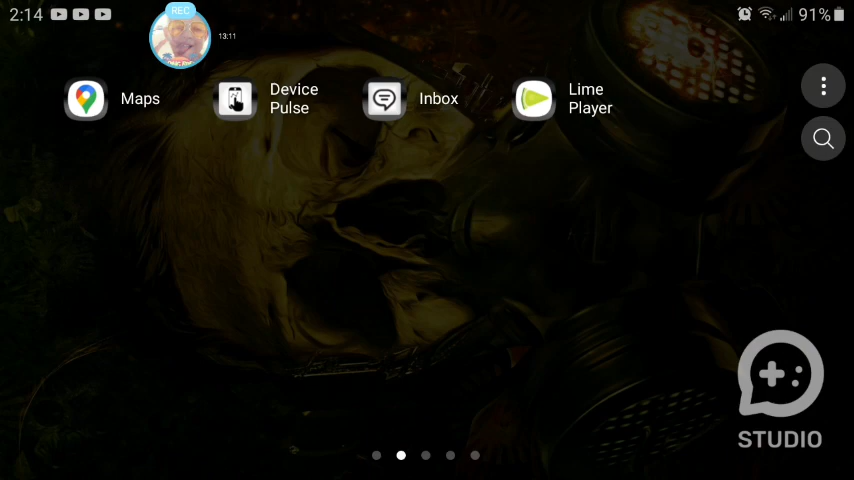 2:14
REC
13:11
91%
Maps
Device
Pulse
Inbox
Lime
Player
STUDIO